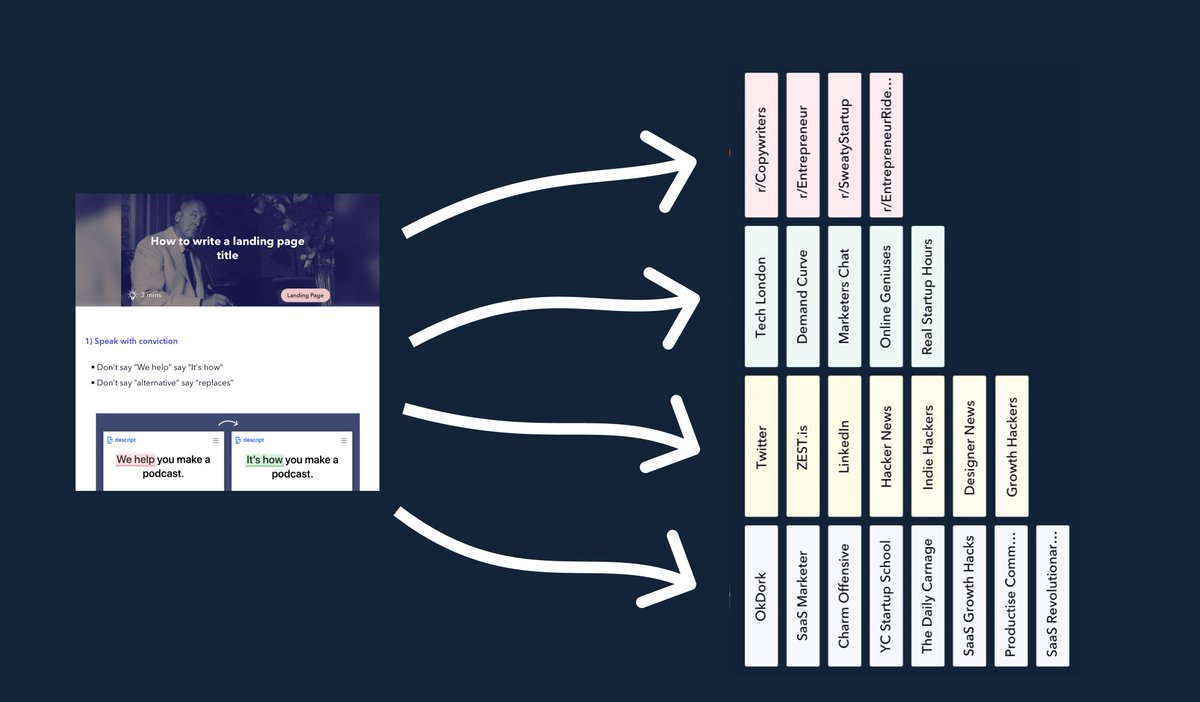 How to write a landing page
title
3 mins
Landing Page
1) Speak with conviction
• Don't say “We help” say “It's how”
• Don't say “alternative” say “replaces”
descript
We help you make a
podcast.
descript
It's how you make a
podcast.
r/Copywriters
r/Entrepreneur
r/SweatyStartup
r/EntrepreneurRide...
Tech London
Demand Curve
Marketers Chat
Online Geniuses
Real Startup Hours
Twitter
ZEST.is
LinkedIn
Hacker News
Indie Hackers
Designer News
Growth Hackers
OkDork
SaaS Marketer
Charm Offensive
YC Startup School
The Daily Carnage
SaaS Growth Hacks
Productise Comm...
SaaS Revolutionar...